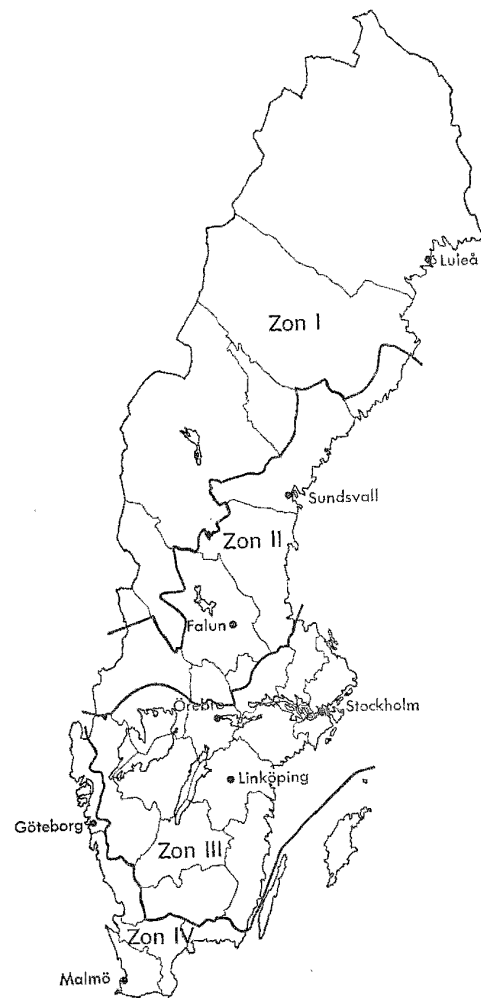 Luleå
Zon I
Sundsvall
Zon II
Falun
Örebro
Stockholm
Linköping
Göteborg
Zon III
Zon IV
Malmö